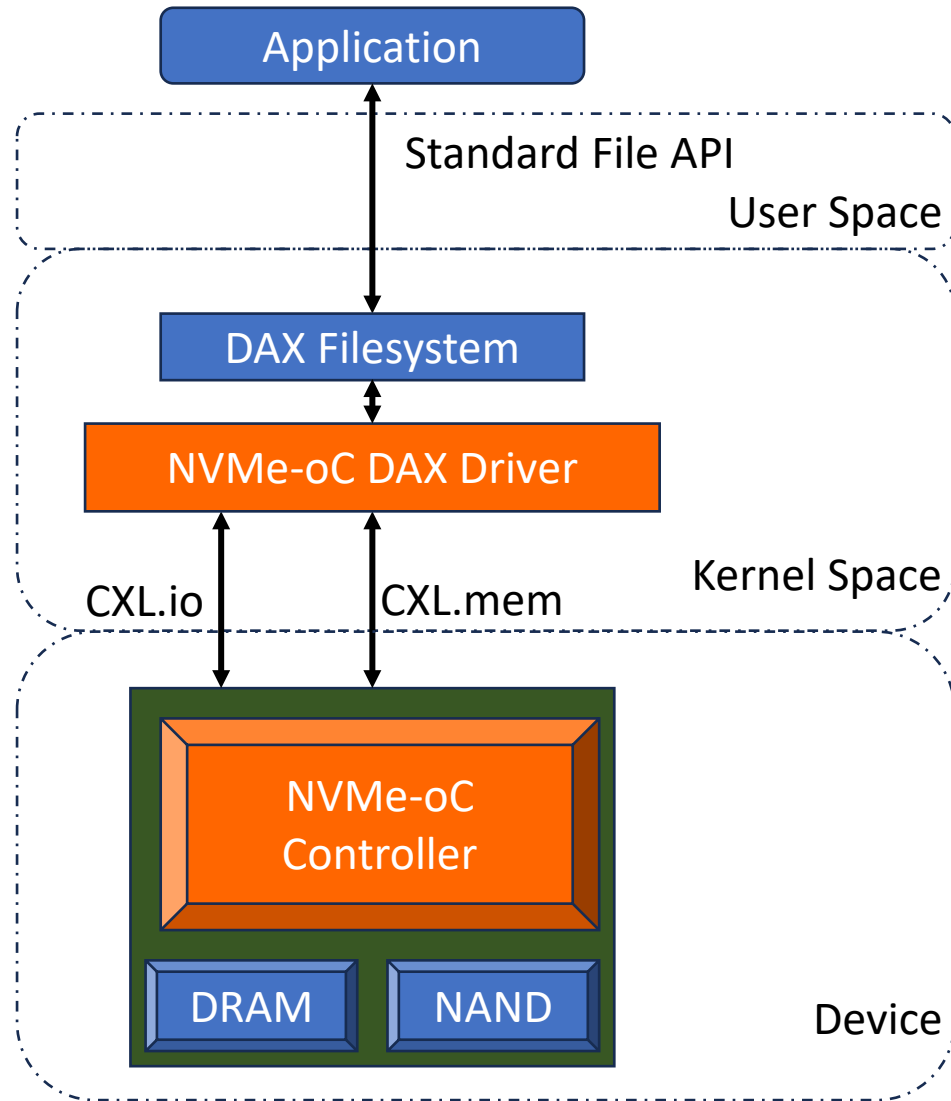 Application
Standard File API
User Space
DAX Filesystem
NVMe-oC DAX Driver
Kernel Space
CXL.io
CXL.mem
NVMe-oC
Controller
DRAM
NAND
Device